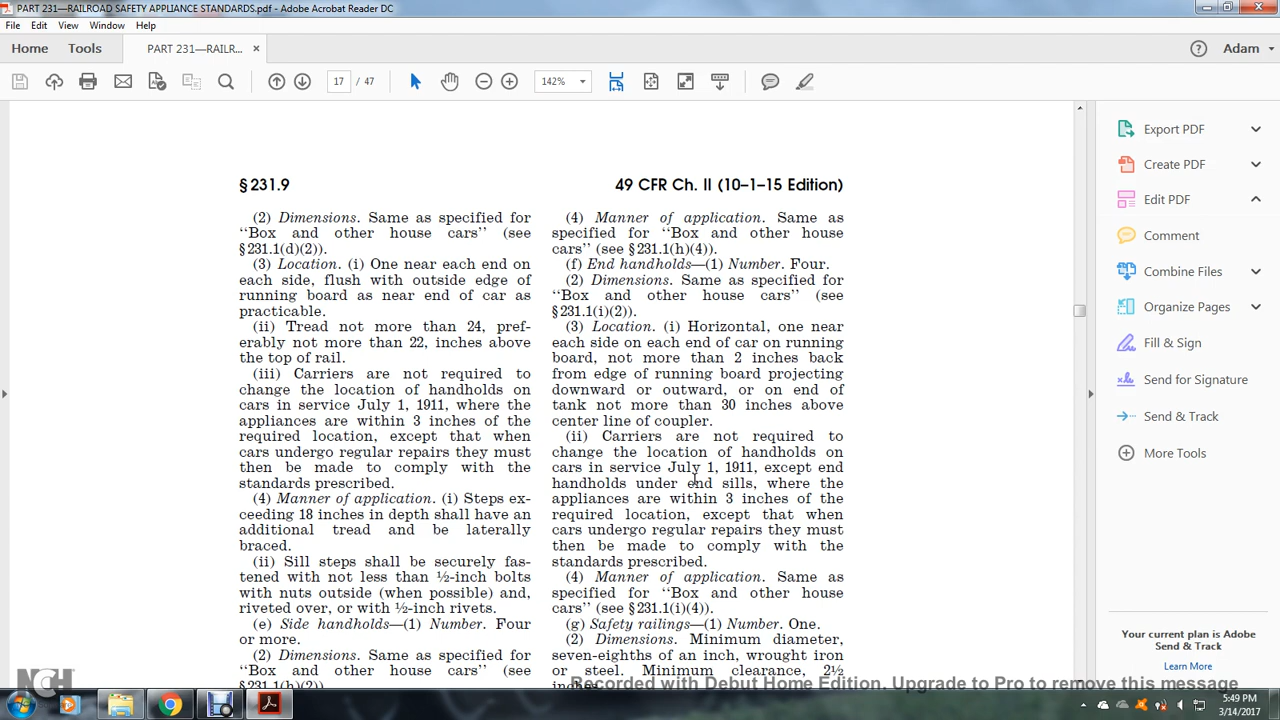 PART 231—RAILROAD SAFETY APPLIANCE STANDARDS.pdf - Adobe Acrobat Reader DC
File Edit View Window Help
Home Tools PART 231—RAILR... × Adam
17 / 47 142%
§ 231.9
49 CFR Ch. II (10–1–15 Edition)
(2) Dimensions. Same as specified for
‘‘Box and other house cars’’ (see
§231.1(d)(2)).
(3) Location. (i) One near each end on
each side, flush with outside edge of
running board as near end of car as
practicable.
(ii) Tread not more than 24, pref-
erably not more than 22, inches above
the top of rail.
(iii) Carriers are not required to
change the location of handholds on
cars in service July 1, 1911, where the
appliances are within 3 inches of the
required location, except that when
cars undergo regular repairs they must
then be made to comply with the
standards prescribed.
(4) Manner of application. (i) Steps ex-
ceeding 18 inches in depth shall have an
additional tread and be laterally
braced.
(ii) Sill steps shall be securely fas-
tened with not less than ½-inch bolts
with nuts outside (when possible) and,
riveted over, or with ½-inch rivets.
(e) Side handholds—(1) Number. Four
or more.
(2) Dimensions. Same as specified for
‘‘Box and other house cars’’ (see
§231.1(h)(2)).
(4) Manner of application. Same as
specified for ‘‘Box and other house
cars’’ (see §231.1(h)(4)).
(f) End handholds—(1) Number. Four.
(2) Dimensions. Same as specified for
‘‘Box and other house cars’’ (see
§231.1(i)(2)).
(3) Location. (i) Horizontal, one near
each side on each end of car on running
board, not more than 2 inches back
from edge of running board projecting
downward or outward, or on end of
tank not more than 30 inches above
center line of coupler.
(ii) Carriers are not required to
change the location of handholds on
cars in service July 1, 1911, except end
handholds under end sills, where the
appliances are within 3 inches of the
required location, except that when
cars undergo regular repairs they must
then be made to comply with the
standards prescribed.
(4) Manner of application. Same as
specified for ‘‘Box and other house
cars’’ (see §231.1(i)(4)).
(g) Safety railings—(1) Number. One.
(2) Dimensions. Minimum diameter,
seven-eighths of an inch, wrought iron
or steel. Minimum clearance, 2½
inches.
Export PDF
Create PDF
Edit PDF
Comment
Combine Files
Organize Pages
Fill & Sign
Send for Signature
Send & Track
More Tools
Your current plan is Adobe
Send & Track
Learn More
NCH
Recorded with Debut Home Edition. Upgrade to Pro to remove this message
5:49 PM
3/14/2017